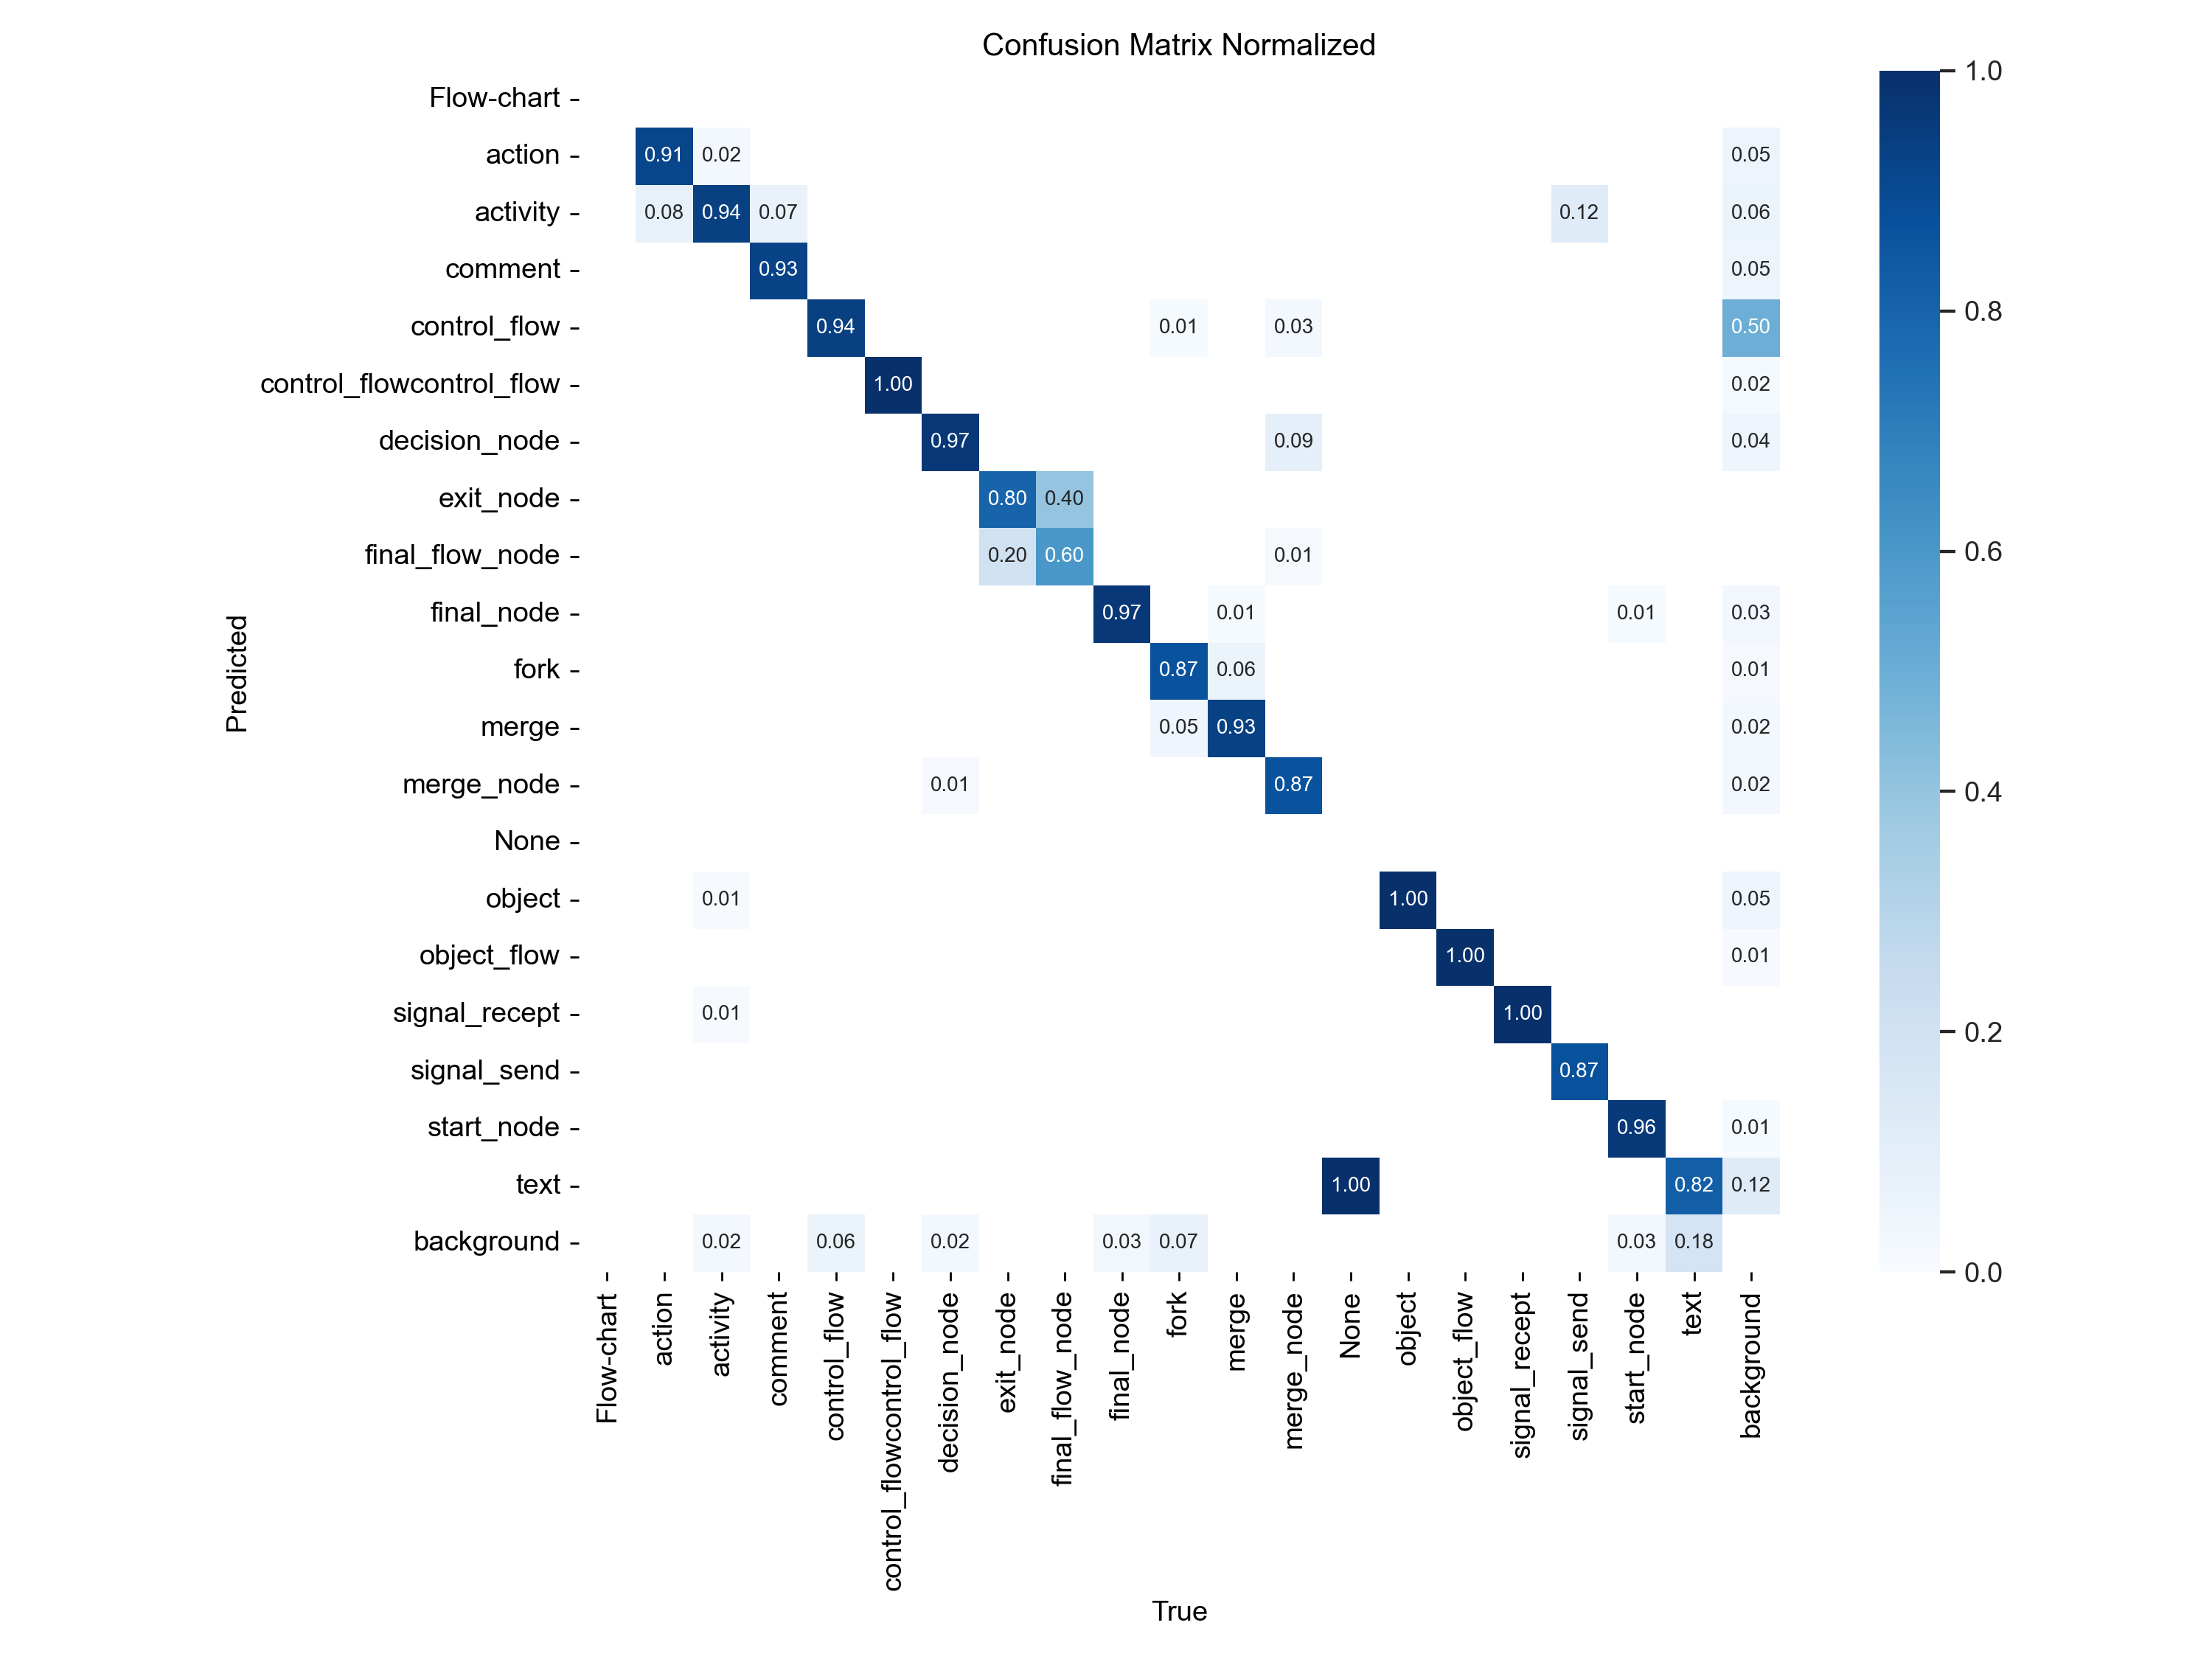 Confusion Matrix Normalized
Flow-chart
action 0.91 0.02 0.05
activity 0.08 0.94 0.07 0.12 0.06
comment 0.93 0.05
control_flow 0.94 0.01 0.03 0.50
control_flowcontrol_flow 1.00 0.02
decision_node 0.97 0.09 0.04
exit_node 0.80 0.40
final_flow_node 0.20 0.60 0.01
final_node 0.97 0.01 0.01 0.03
fork 0.87 0.06 0.01
merge 0.05 0.93 0.02
merge_node 0.01 0.87 0.02
None
object 0.01 1.00 0.05
object_flow 1.00 0.01
signal_recept 0.01 1.00
signal_send 0.87
start_node 0.96 0.01
text 1.00 0.82 0.12
background 0.02 0.06 0.02 0.03 0.07 0.03 0.18
Predicted
Flow-chart
action
activity
comment
control_flow
control_flowcontrol_flow
decision_node
exit_node
final_flow_node
final_node
fork
merge
merge_node
None
object
object_flow
signal_recept
signal_send
start_node
text
background
True
1.0
0.8
0.6
0.4
0.2
0.0